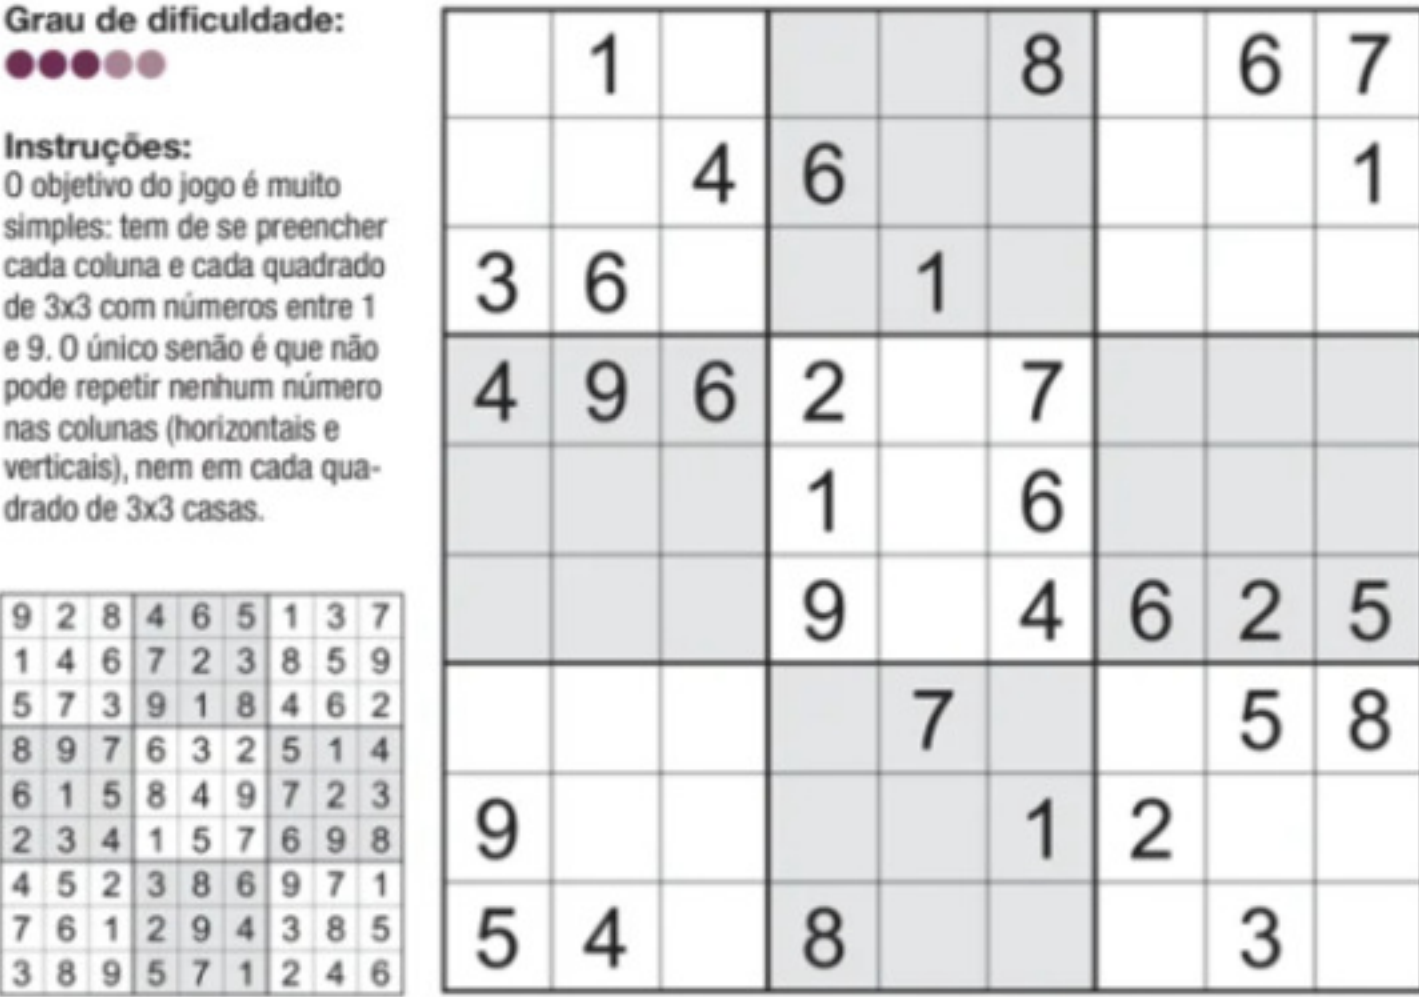 Grau de dificuldade:
Instruções:
O objetivo do jogo é muito
simples: tem de se preencher
cada coluna e cada quadrado
de 3x3 com números entre 1
e 9. O único senão é que não
pode repetir nenhum número
nas colunas (horizontais e
verticais), nem em cada qua-
drado de 3x3 casas.
9 2 8 4 6 5 1 3 7
1 4 6 7 2 3 8 5 9
5 7 3 9 1 8 4 6 2
8 9 7 6 3 2 5 1 4
6 1 5 8 4 9 7 2 3
2 3 4 1 5 7 6 9 8
4 5 2 3 8 6 9 7 1
7 6 1 2 9 4 3 8 5
3 8 9 5 7 1 2 4 6
1 8 6 7
4 6 1
3 6 1
4 9 6 2 7
1 6
9 4 6 2 5
7 5 8
9 1 2
5 4 8 3